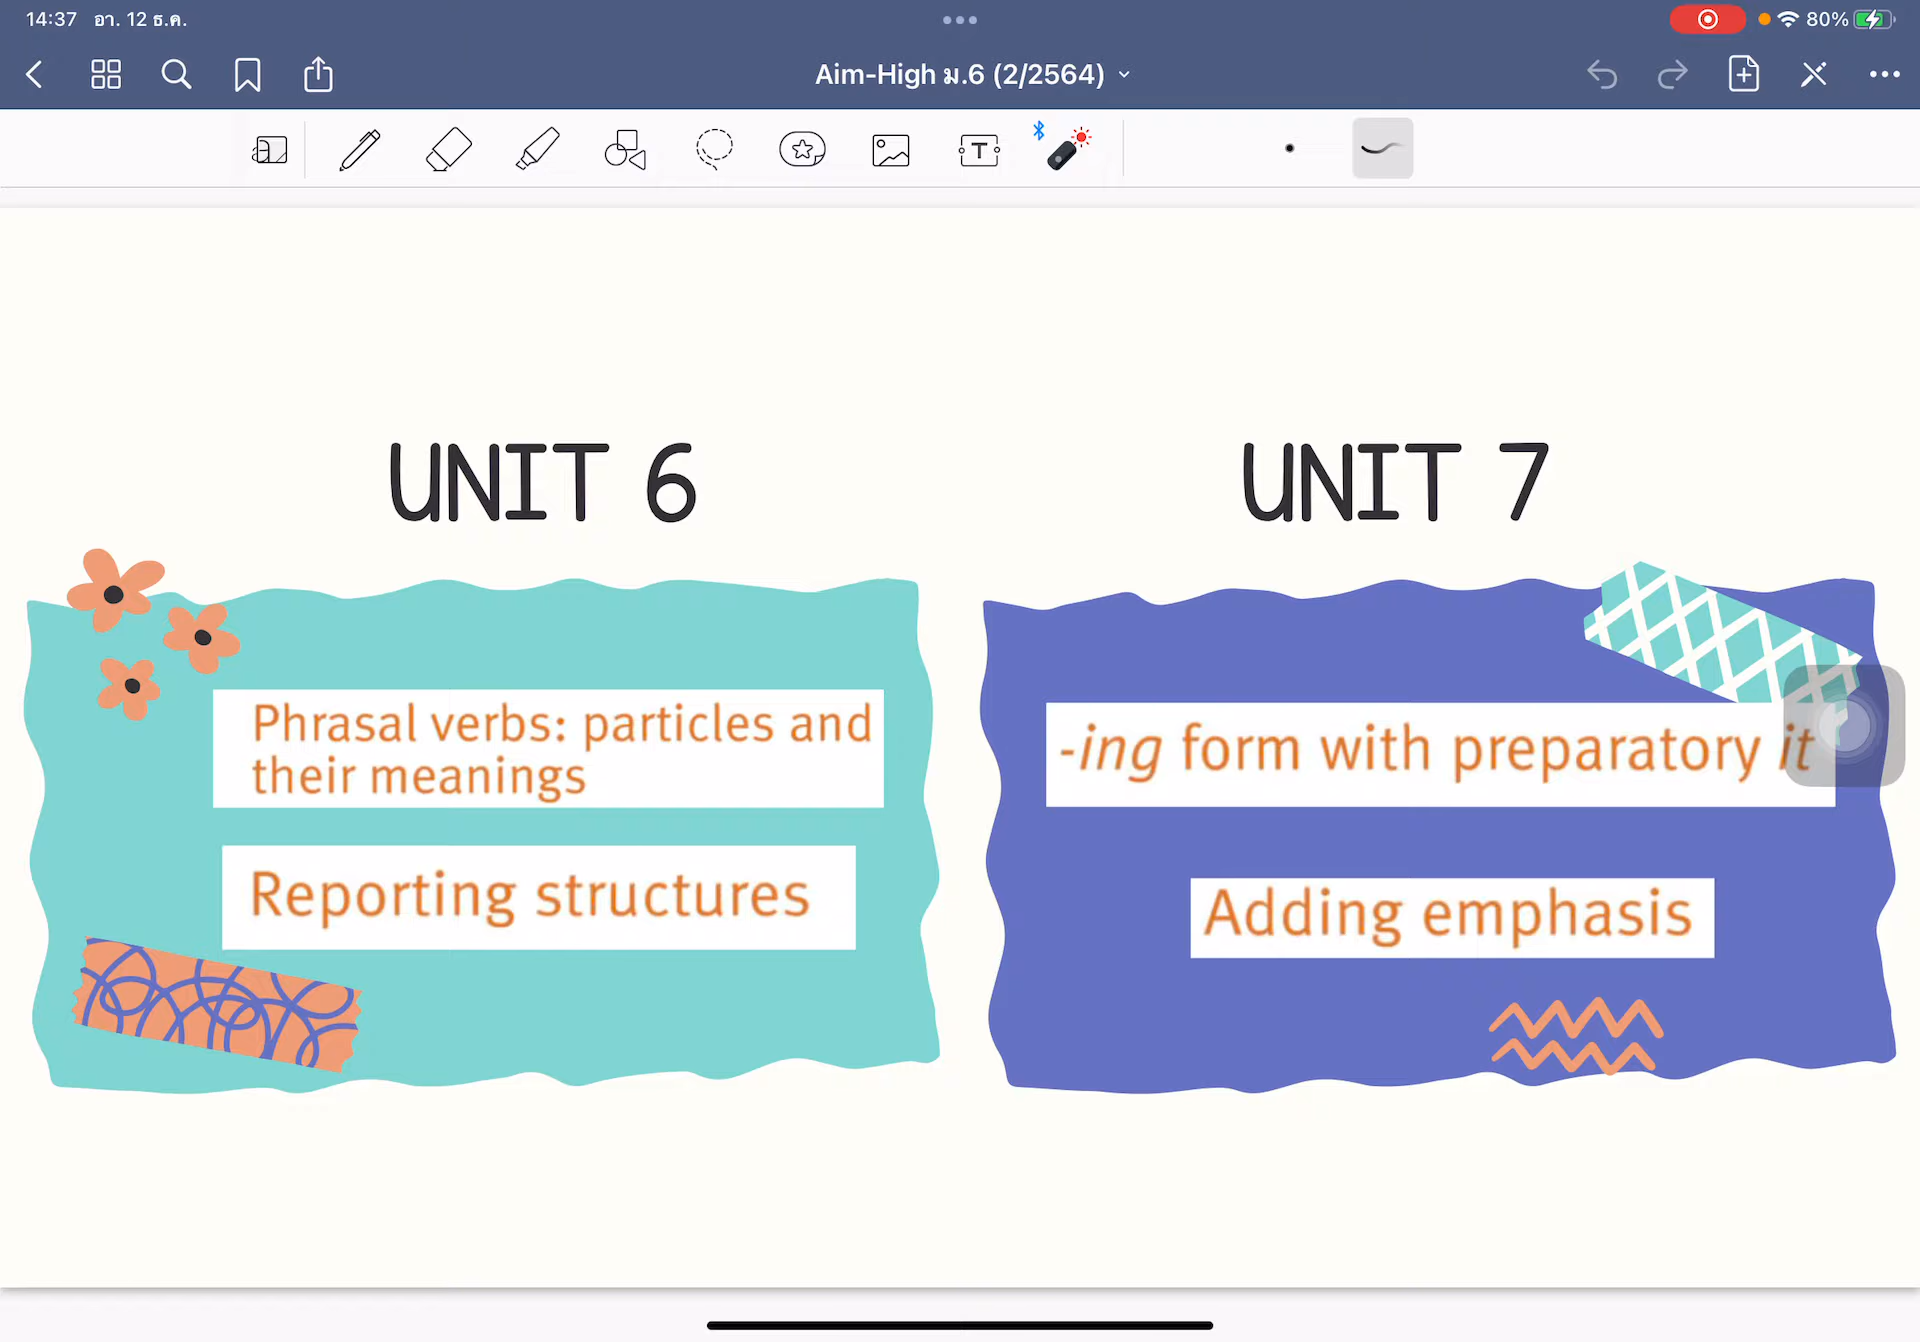 14:37 อา. 12 ธ.ค.
80%
Aim-High ม.6 (2/2564)
UNIT 6
Phrasal verbs: particles and
their meanings
Reporting structures
UNIT 7
-ing form with preparatory it
Adding emphasis